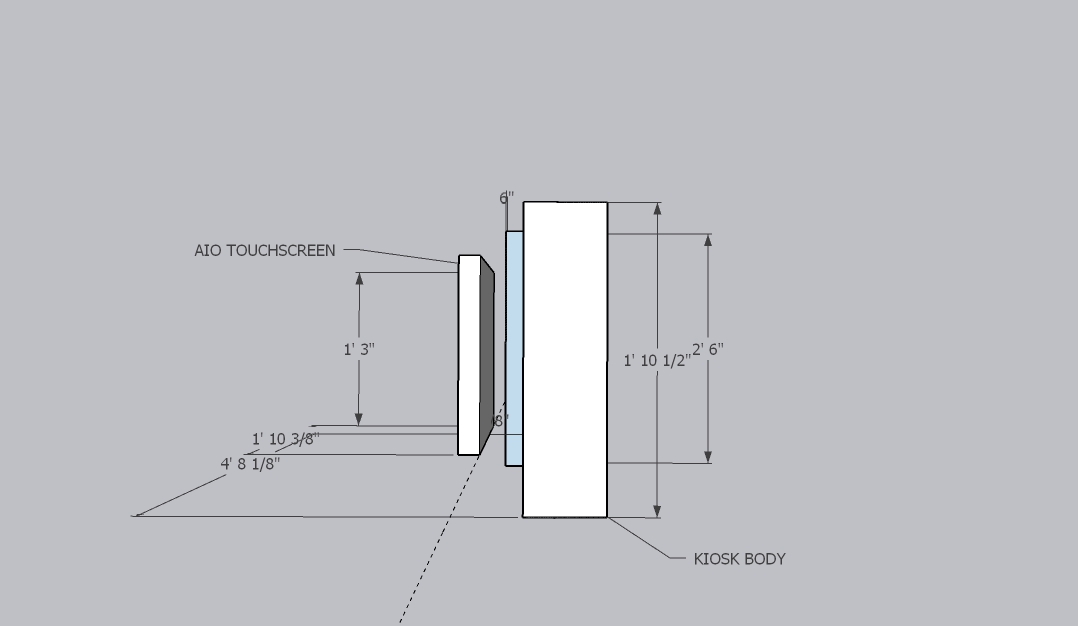 6"
AIO TOUCHSCREEN
1' 3"
1' 10 1/2"
2' 6"
8'
1' 10 3/8"
4' 8 1/8"
KIOSK BODY